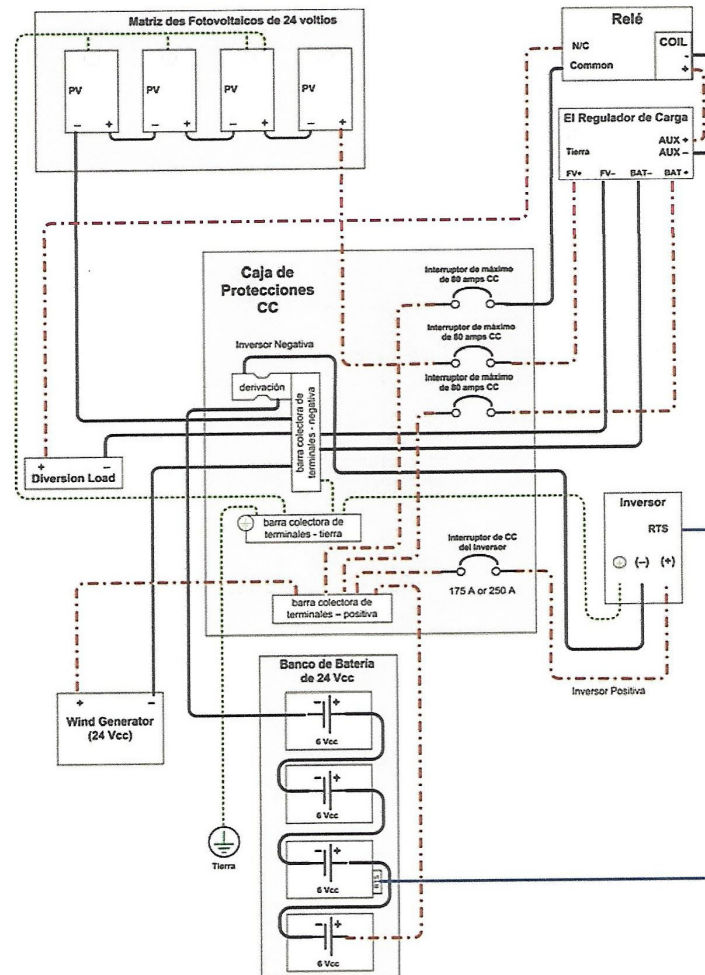 Matriz des Fotovoltaicos de 24 voltios
PV
PV
PV
PV
– +
– +
– +
– +
Relé
N/C
COIL
Common
–
+
El Regulador de Carga
AUX +
Tierra
AUX –
FV+ FV– BAT– BAT+
Caja de
Protecciones
CC
Interruptor de máximo
de 80 amps CC
Interruptor de máximo
de 80 amps CC
Interruptor de máximo
de 80 amps CC
Inversor Negativa
derivación
barra colectora de
terminales - negativa
+ –
Diversion Load
barra colectora de
terminales - tierra
Interruptor de CC
del Inversor
175 A or 250 A
Inversor
RTS
(–) (+)
barra colectora de
terminales – positiva
Inversor Positiva
+ –
Wind Generator
(24 Vcc)
Banco de Bateria
de 24 Vcc
– +
6 Vcc
– +
6 Vcc
– +
6 Vcc
RTS
– +
6 Vcc
Tierra